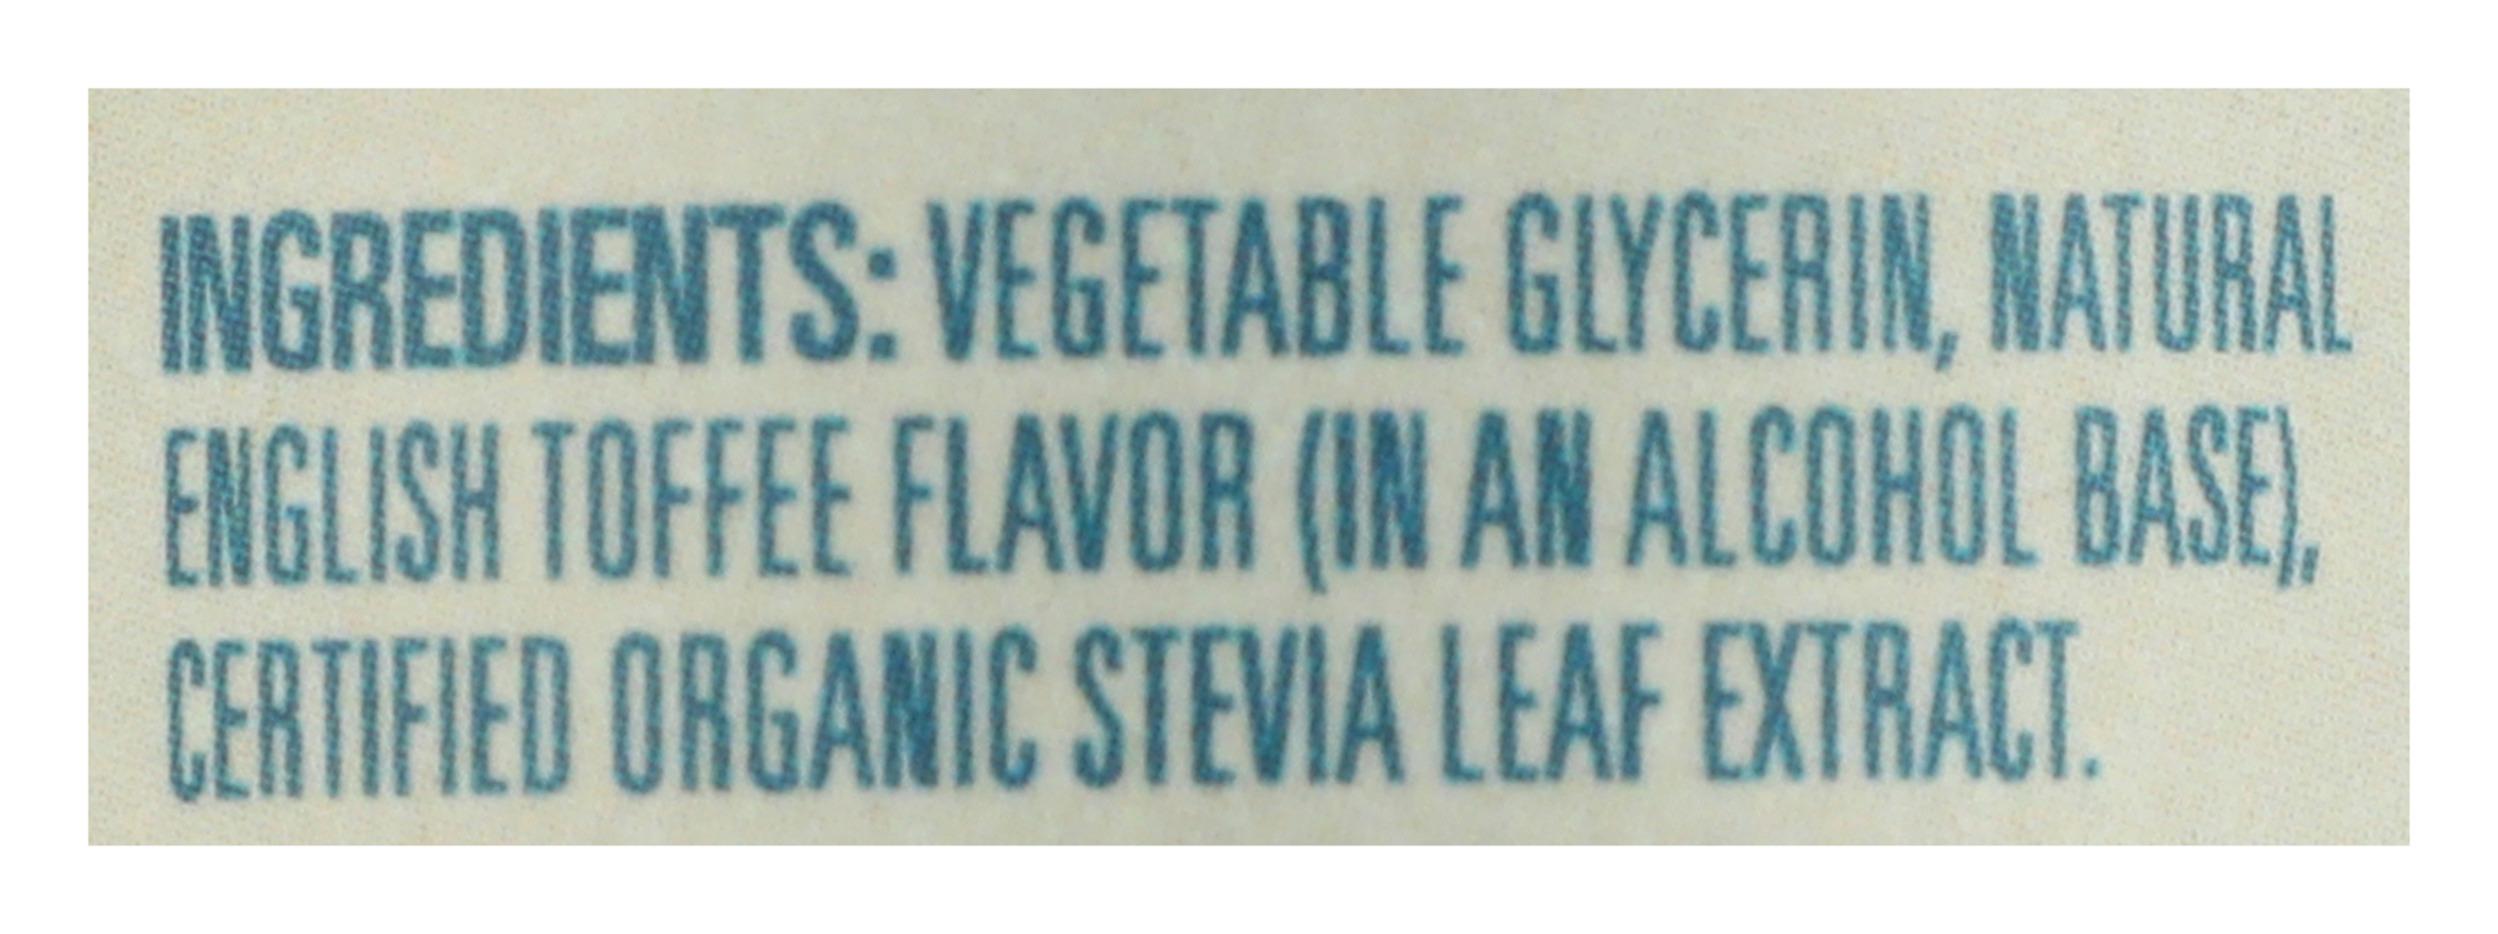 INGREDIENTS: VEGETABLE GLYCERIN, NATURAL
ENGLISH TOFFEE FLAVOR (IN AN ALCOHOL BASE),
CERTIFIED ORGANIC STEVIA LEAF EXTRACT.